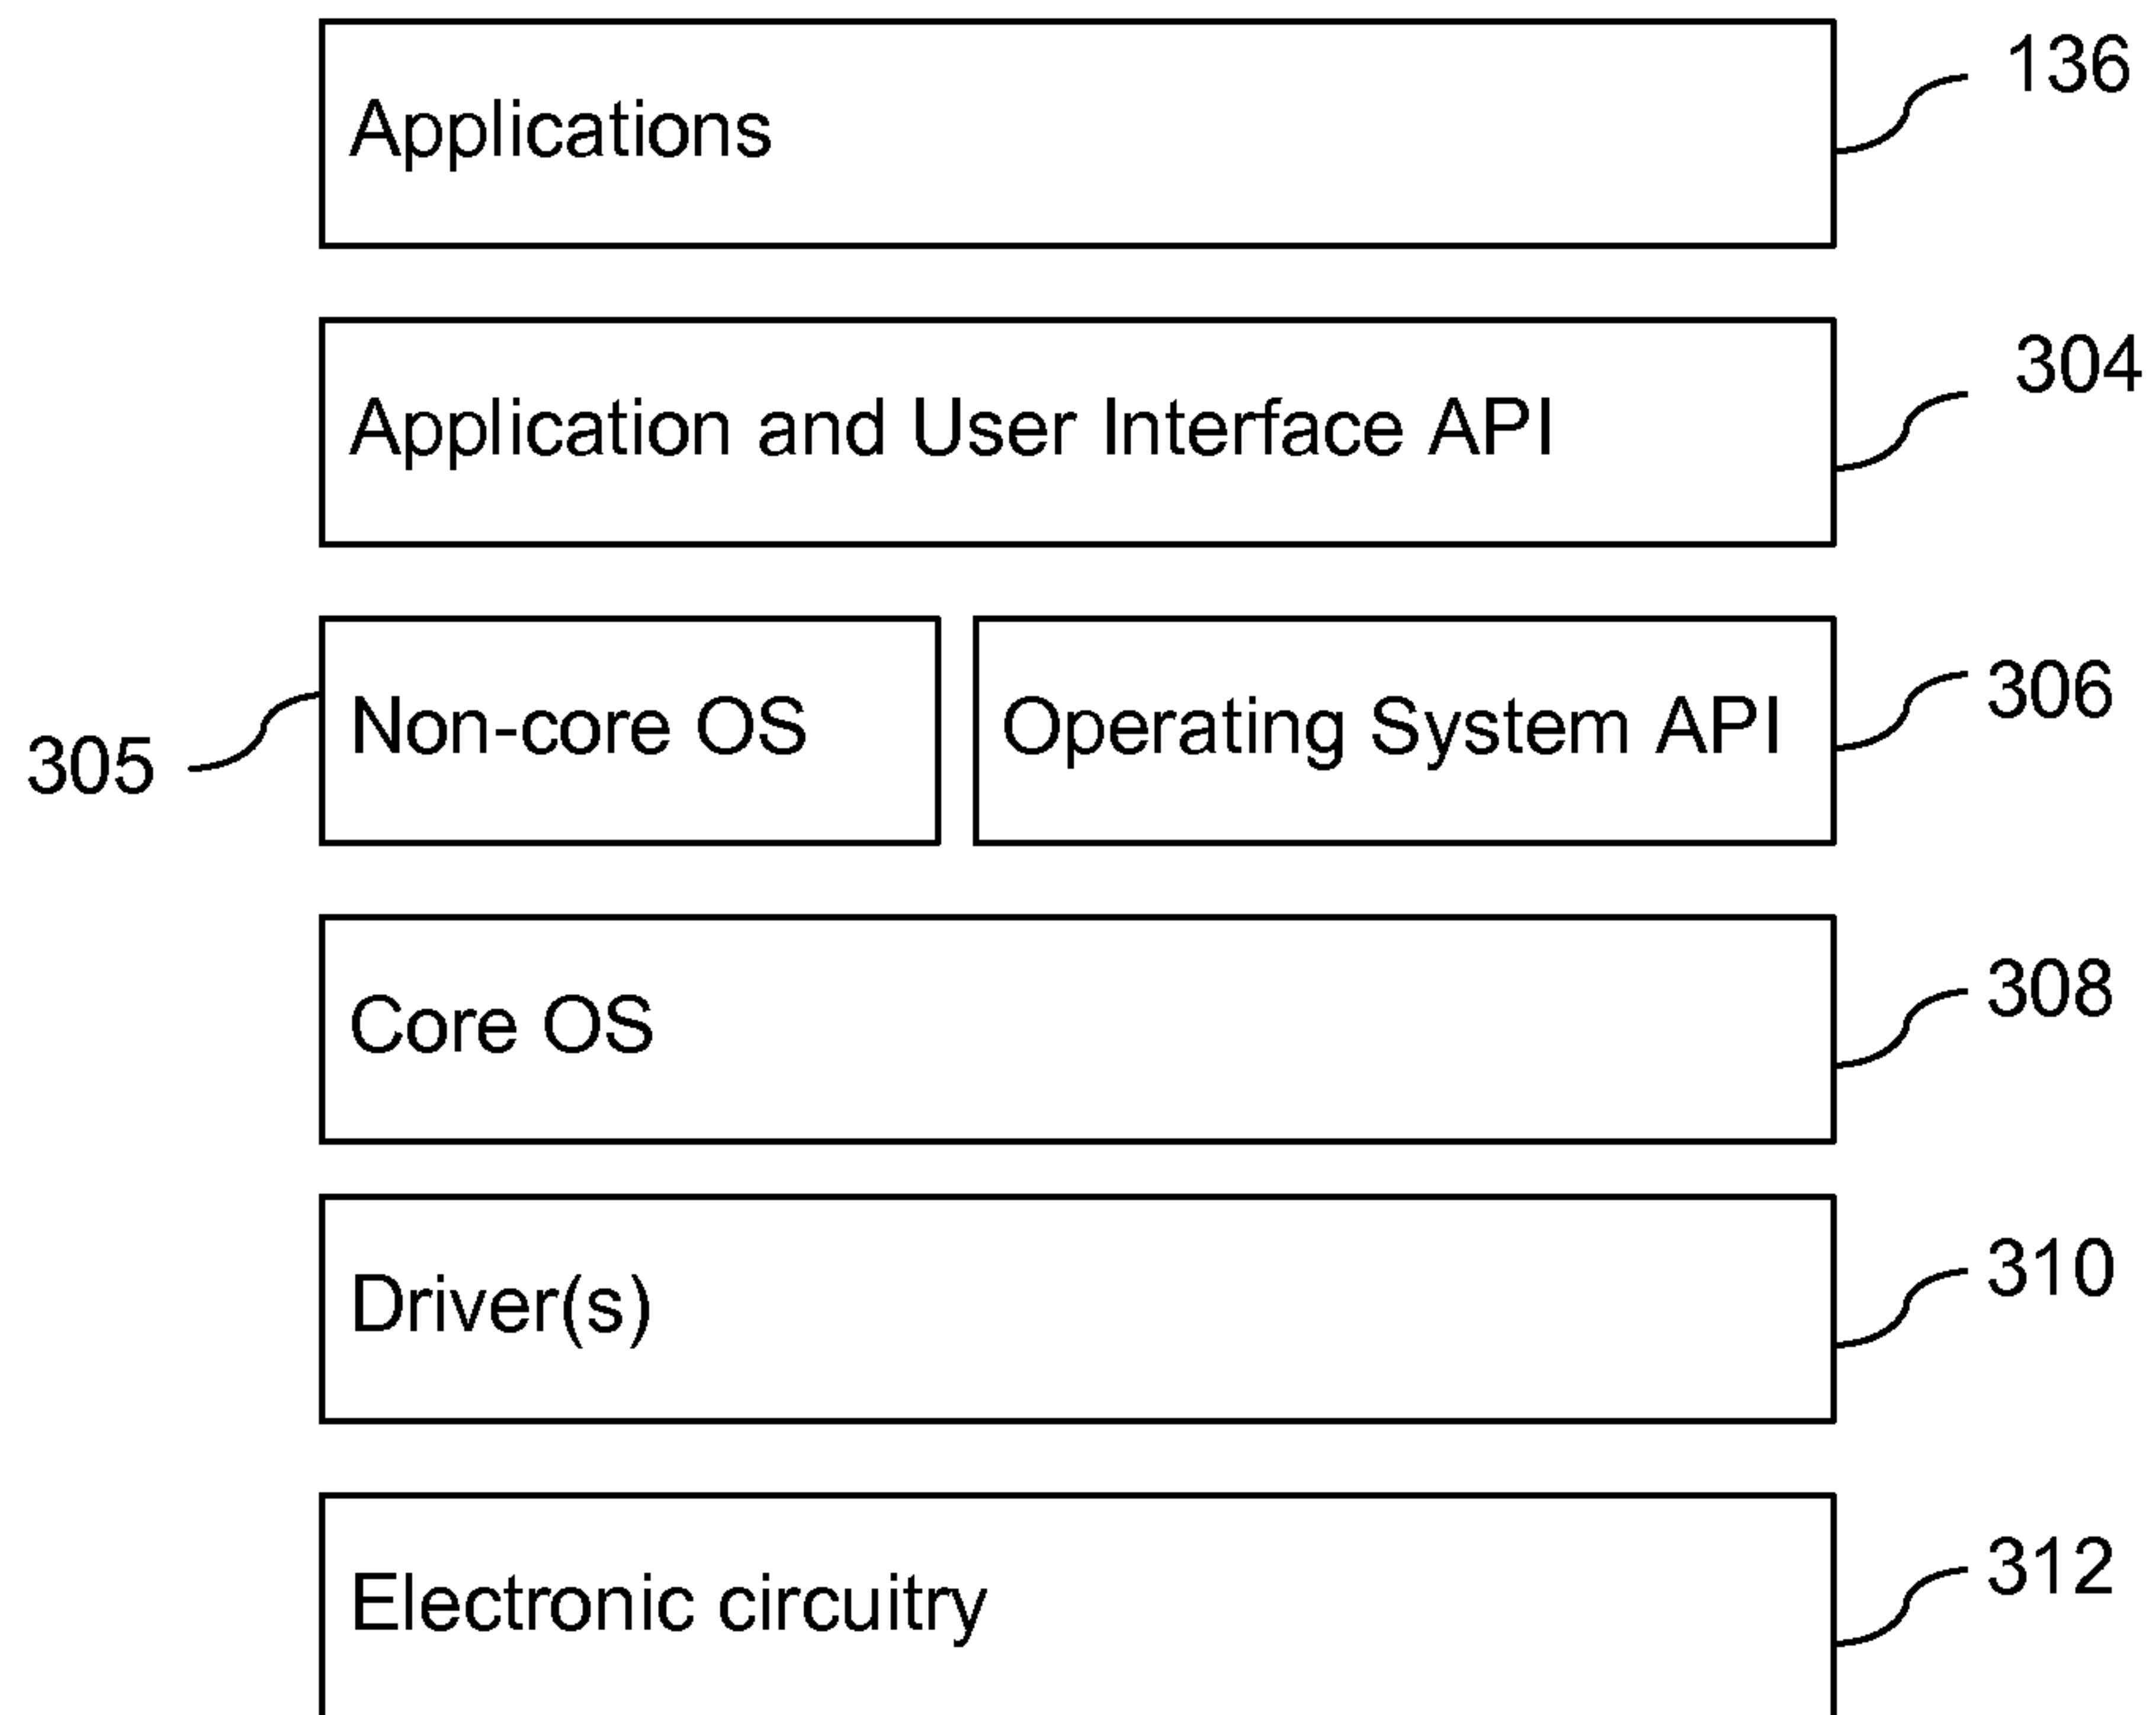 Applications
136
Application and User Interface API
304
305
Non-core OS
Operating System API
306
Core OS
308
Driver(s)
310
Electronic circuitry
312